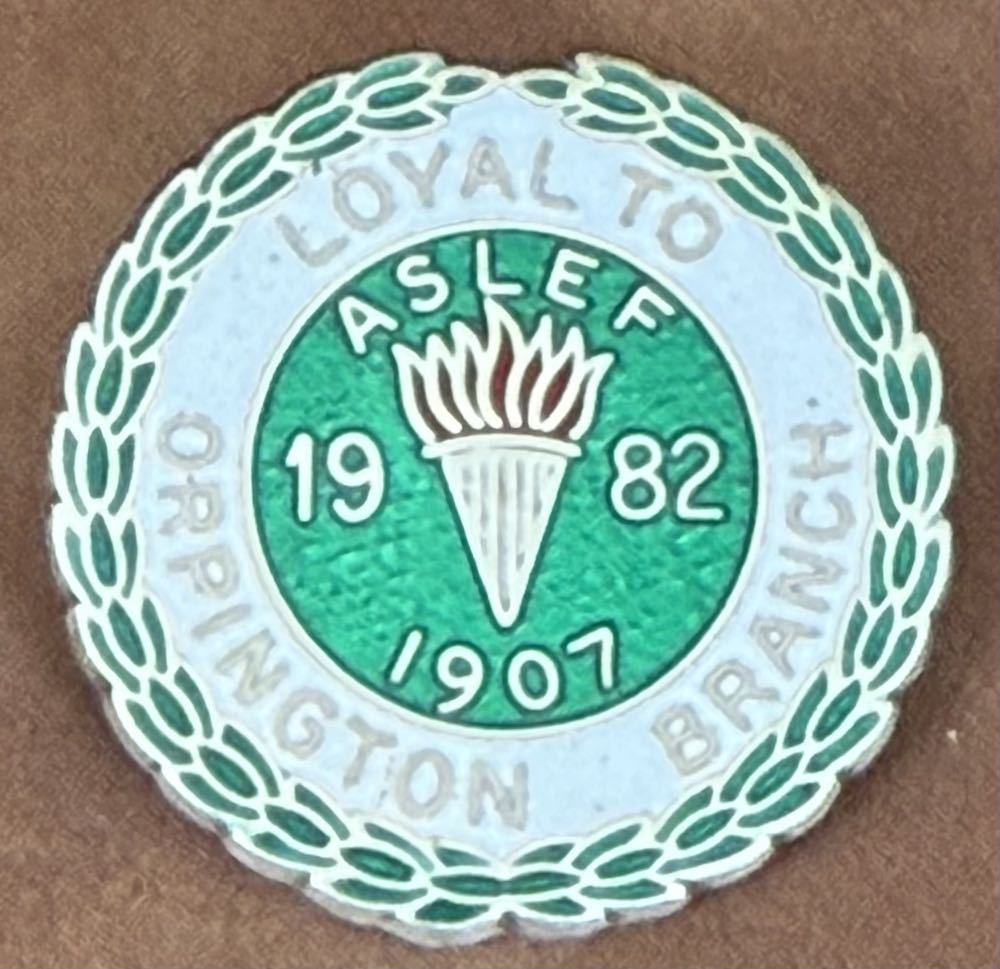 LOYAL TO
ASLEF
19 82
1907
ORPINGTON BRANCH